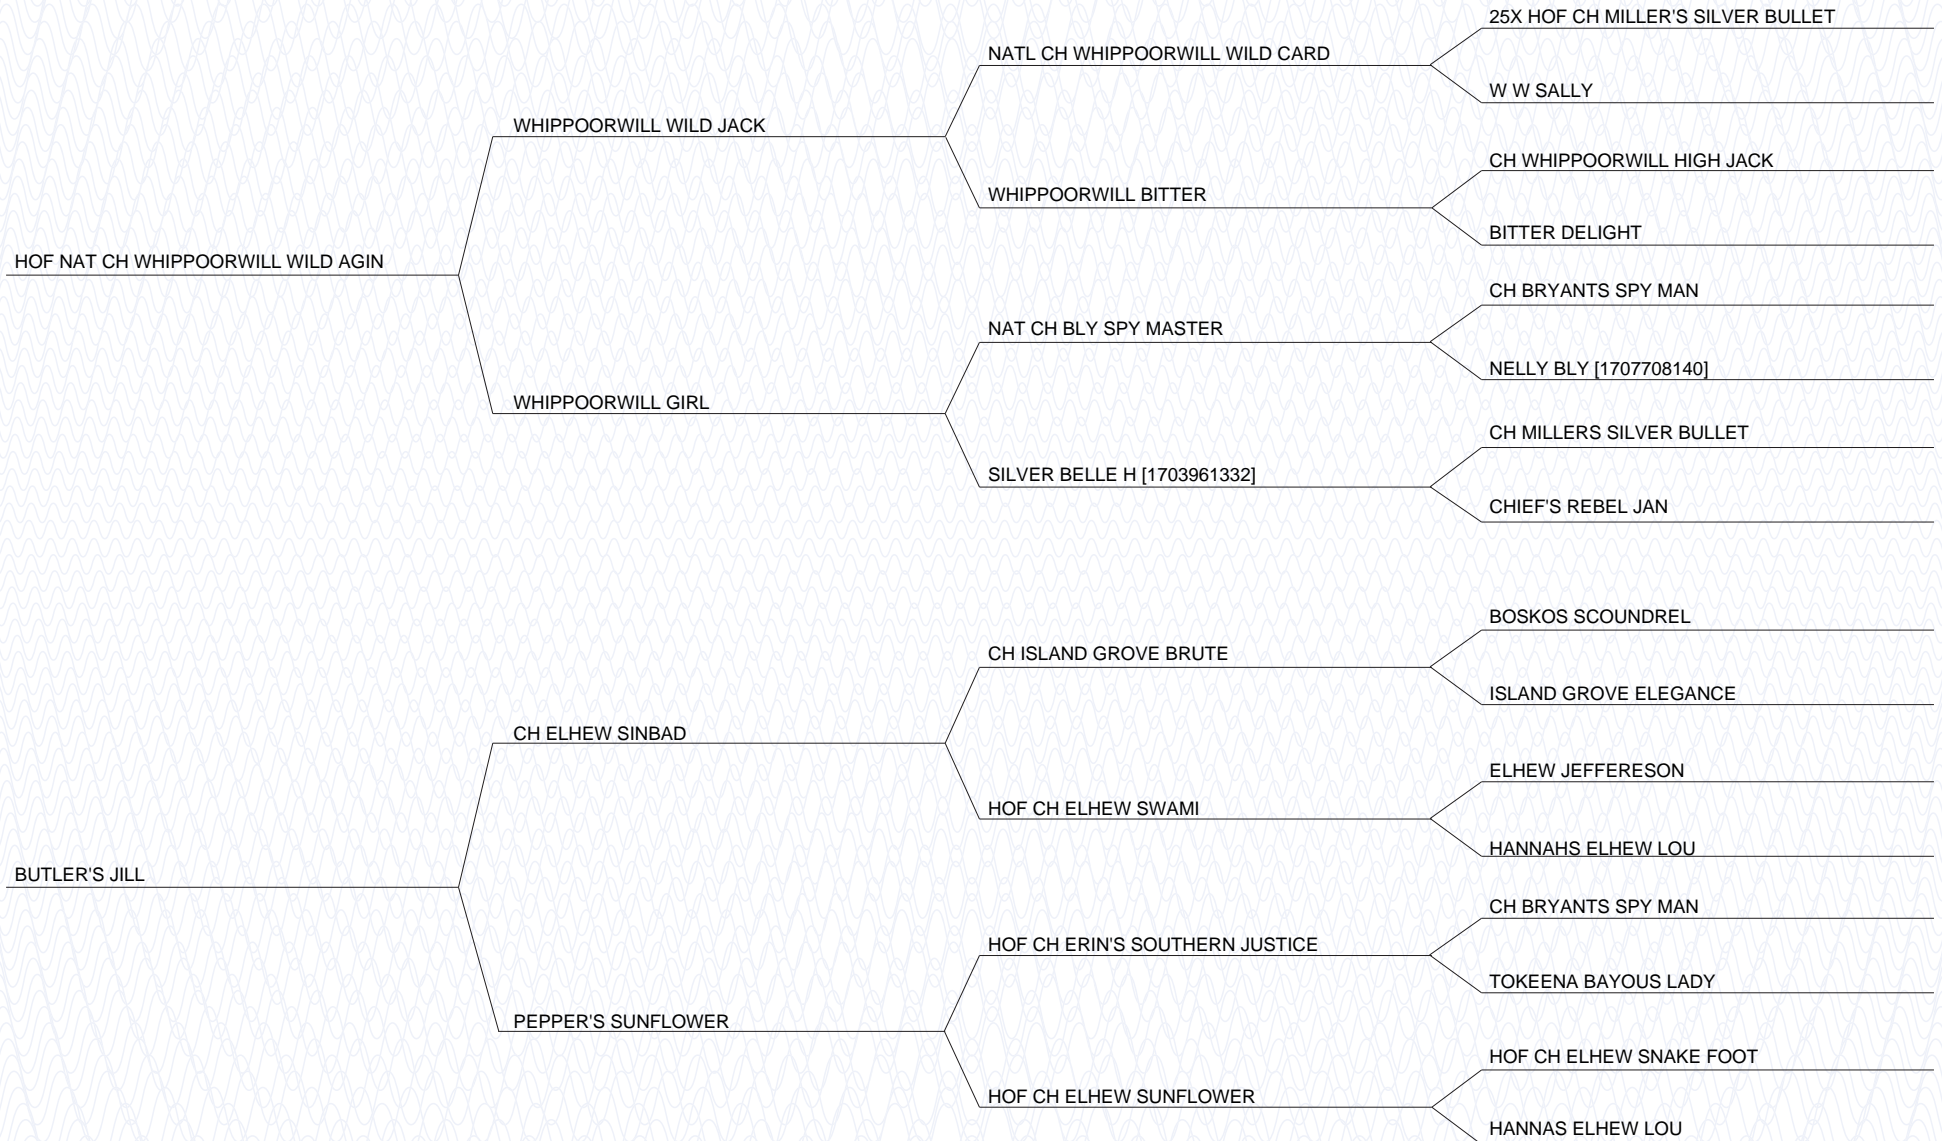 25X HOF CH MILLER'S SILVER BULLET
NATL CH WHIPPOORWILL WILD CARD
W W SALLY
WHIPPOORWILL WILD JACK
CH WHIPPOORWILL HIGH JACK
WHIPPOORWILL BITTER
BITTER DELIGHT
HOF NAT CH WHIPPOORWILL WILD AGIN
CH BRYANTS SPY MAN
NAT CH BLY SPY MASTER
NELLY BLY [1707708140]
WHIPPOORWILL GIRL
CH MILLERS SILVER BULLET
SILVER BELLE H [1703961332]
CHIEF'S REBEL JAN
BOSKOS SCOUNDREL
CH ISLAND GROVE BRUTE
ISLAND GROVE ELEGANCE
CH ELHEW SINBAD
ELHEW JEFFERESON
HOF CH ELHEW SWAMI
HANNAHS ELHEW LOU
BUTLER'S JILL
CH BRYANTS SPY MAN
HOF CH ERIN'S SOUTHERN JUSTICE
TOKEENA BAYOUS LADY
PEPPER'S SUNFLOWER
HOF CH ELHEW SNAKE FOOT
HOF CH ELHEW SUNFLOWER
HANNAS ELHEW LOU